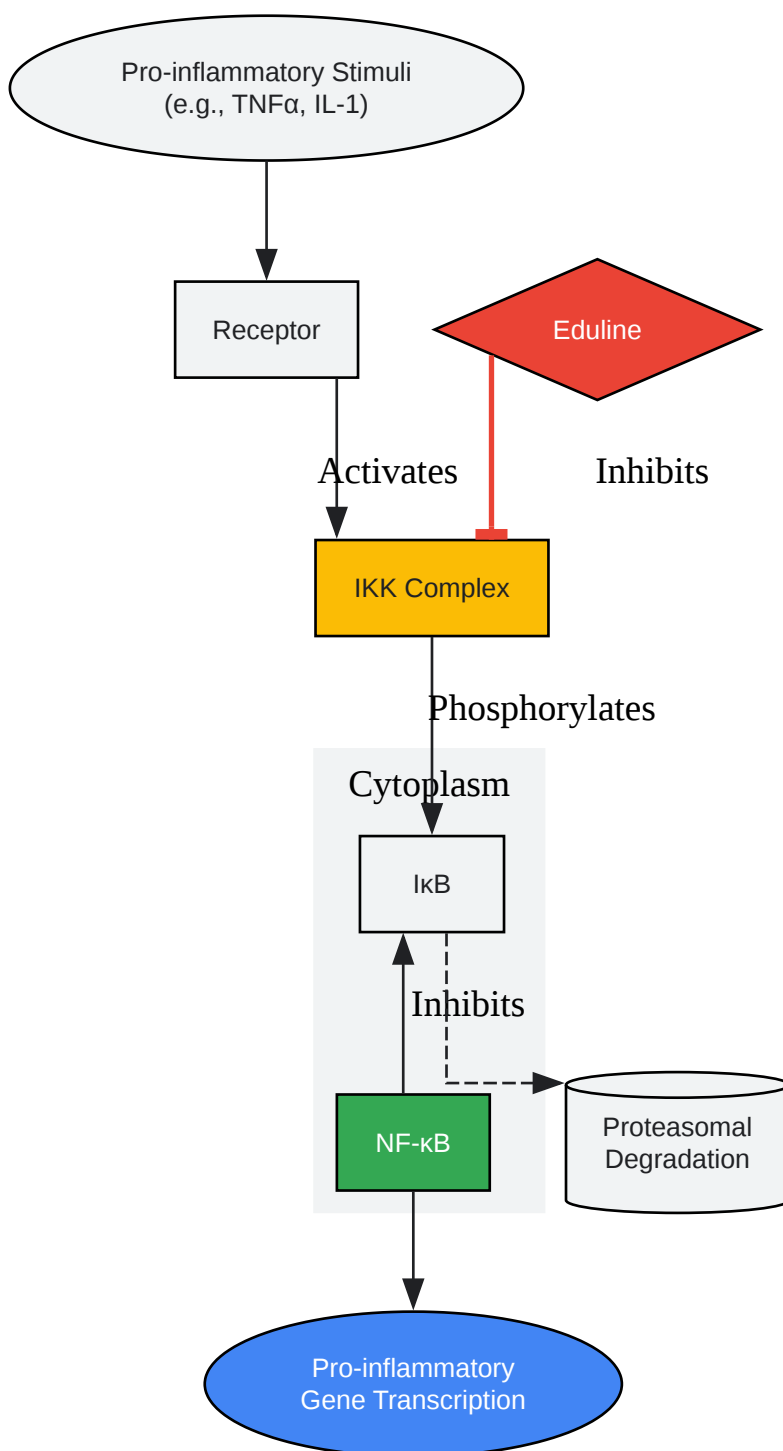 Pro-inflammatory Stimuli
(e.g., TNFα, IL-1)
Receptor
Eduline
Activates
Inhibits
IKK Complex
Phosphorylates
Cytoplasm
IκB
Inhibits
NF-κB
Proteasomal
Degradation
Pro-inflammatory
Gene Transcription